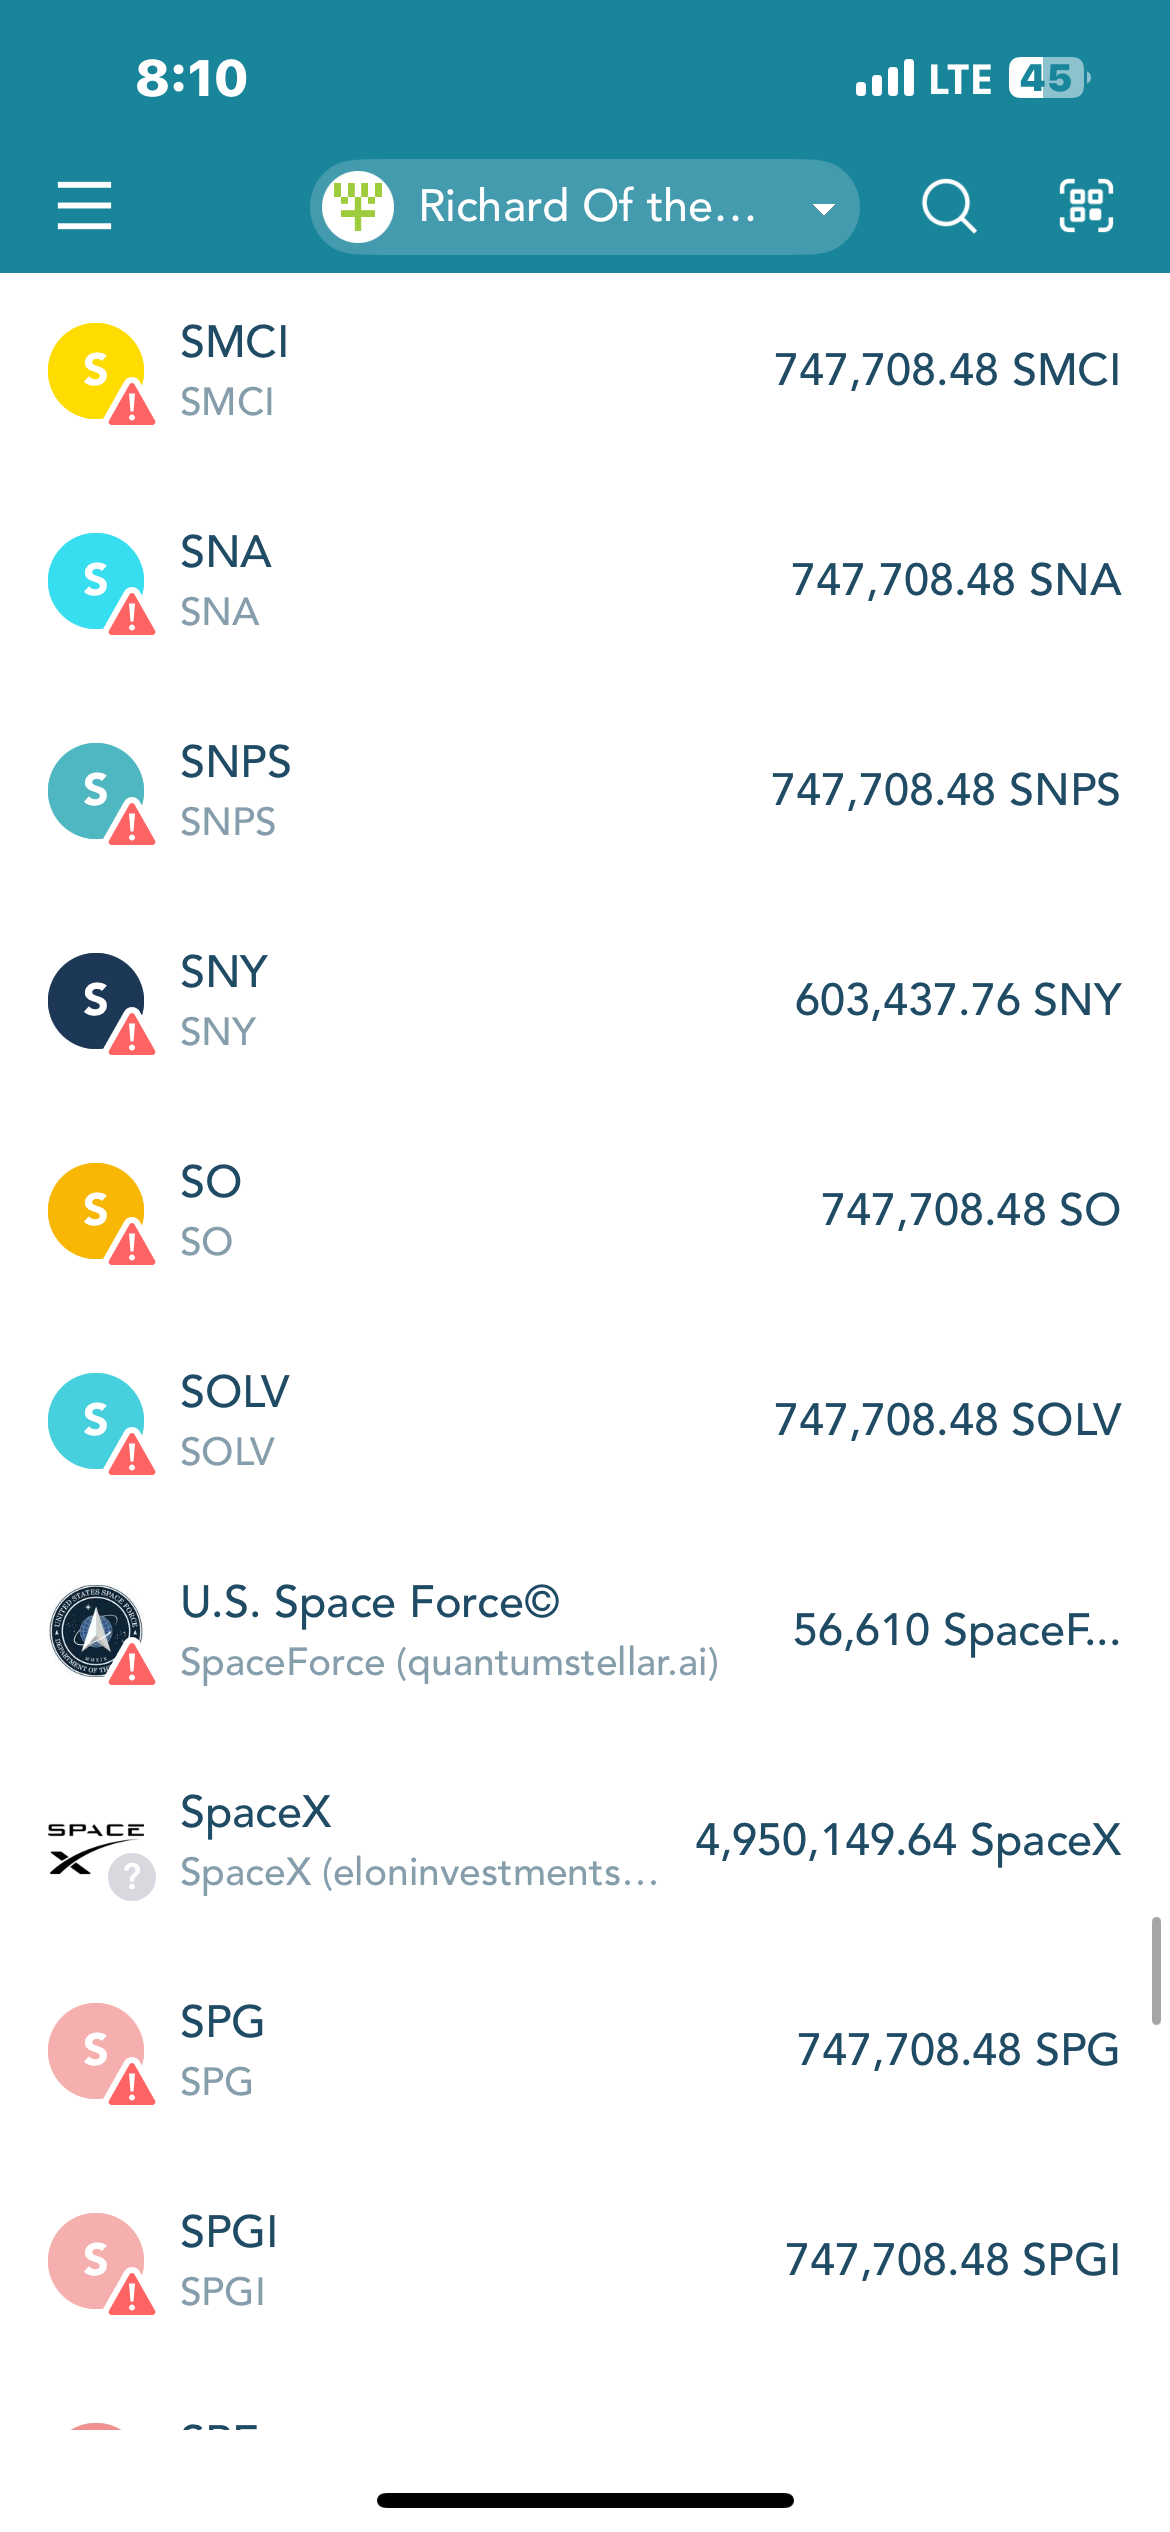 8:10 LTE 45
Richard Of the...
S SMCI
SMCI
747,708.48 SMCI
S SNA
SNA
747,708.48 SNA
S SNPS
SNPS
747,708.48 SNPS
S SNY
SNY
603,437.76 SNY
S SO
SO
747,708.48 SO
S SOLV
SOLV
747,708.48 SOLV
U.S. Space Force©
SpaceForce (quantumstellar.ai)
56,610 SpaceF...
SPACE X
SpaceX
SpaceX (eloninvestments...
4,950,149.64 SpaceX
S SPG
SPG
747,708.48 SPG
S SPGI
SPGI
747,708.48 SPGI